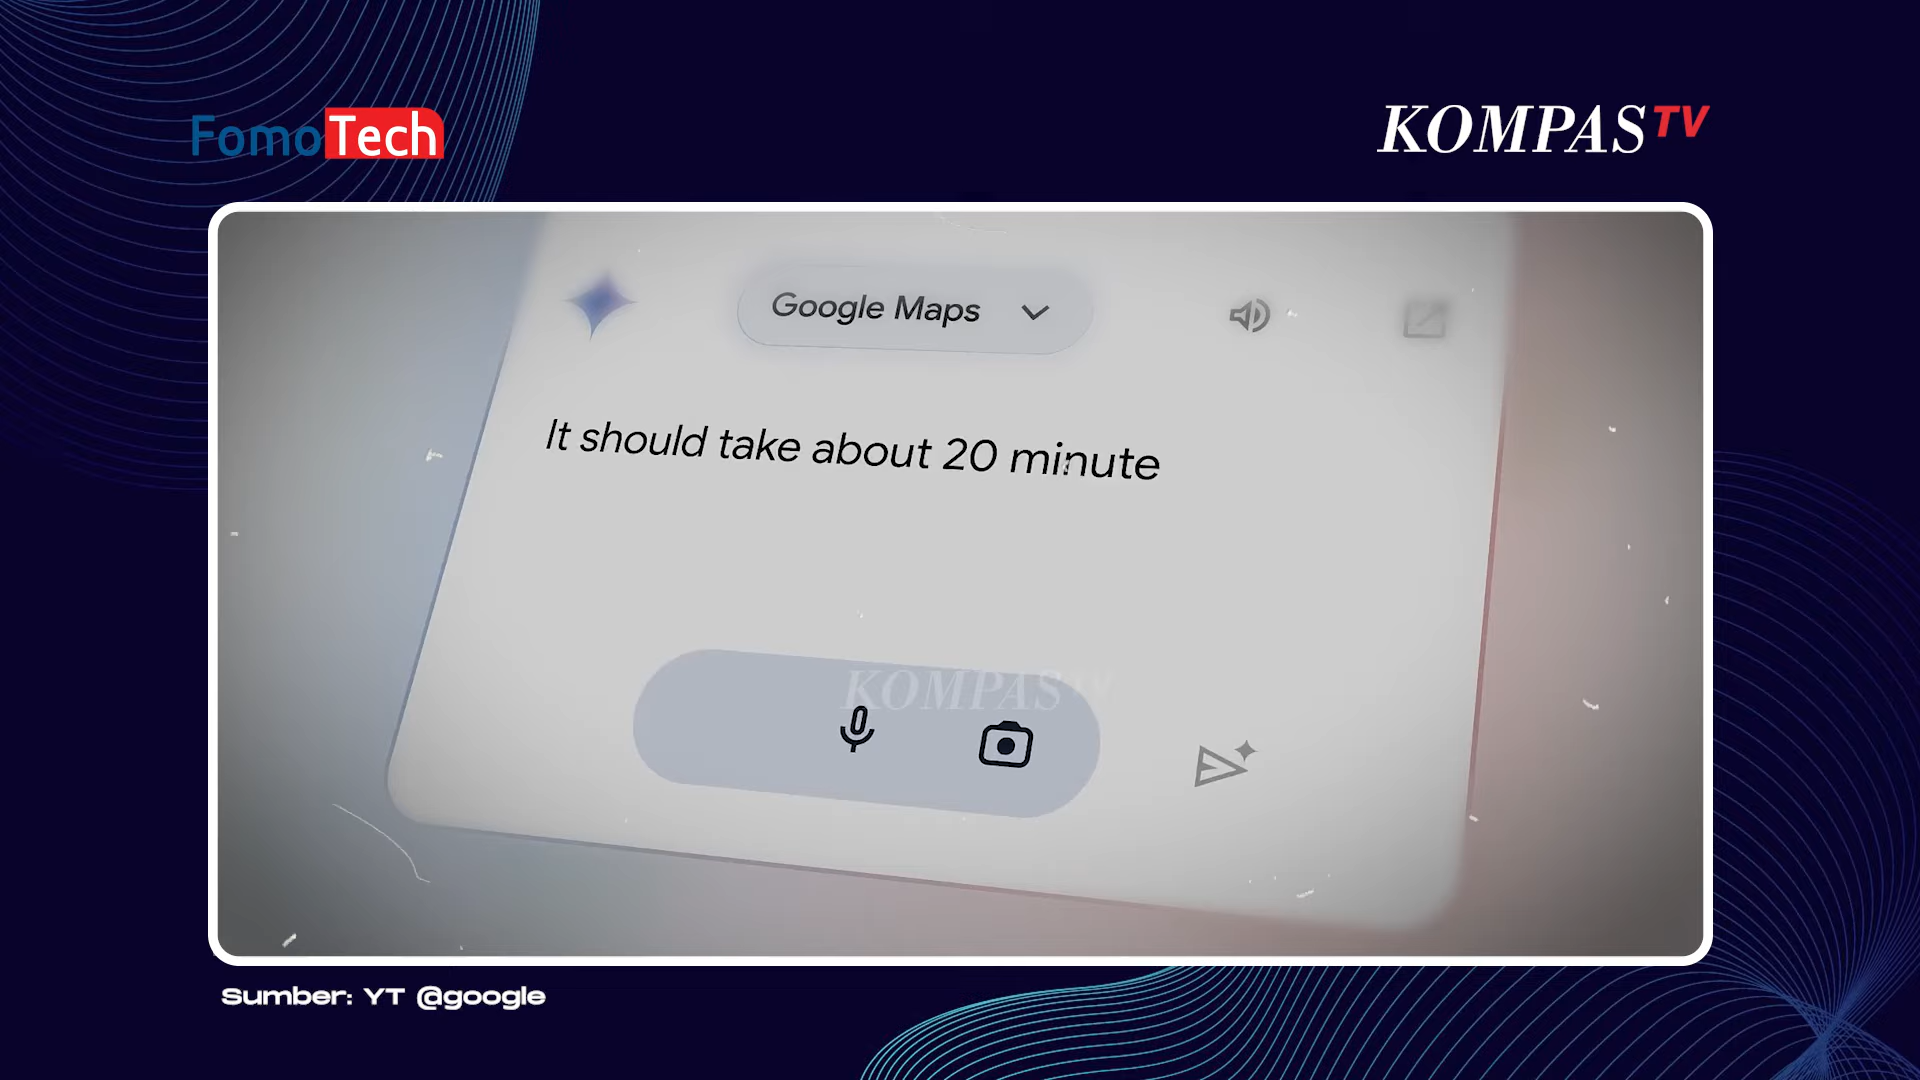 FomoTech
KOMPAS TV
Google Maps
It should take about 20 minute
KOMPAS TV
Sumber: YT @google